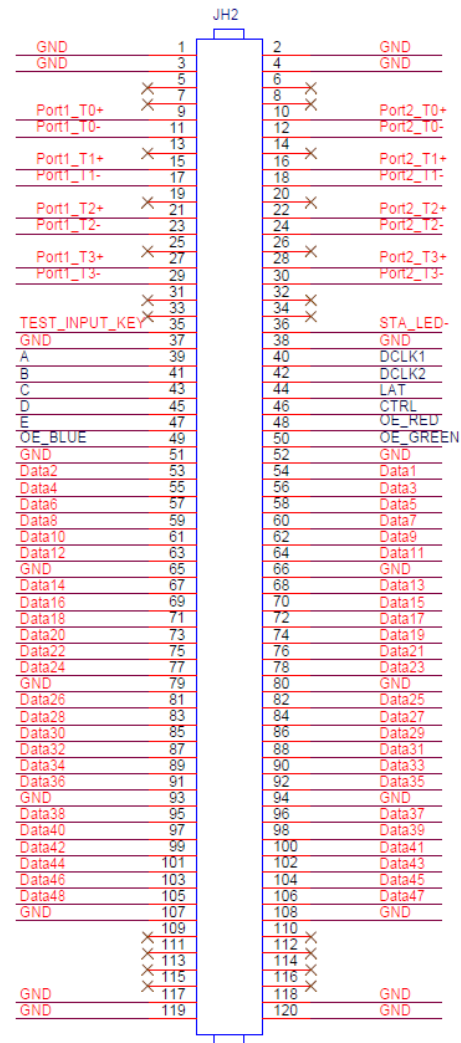 JH2
GND 1 2 GND
GND 3 4 GND
5 6
7 8
Port1_T0+ 9 10 Port2_T0+
Port1_T0- 11 12 Port2_T0-
13 14
Port1_T1+ 15 16 Port2_T1+
Port1_T1- 17 18 Port2_T1-
19 20
Port1_T2+ 21 22 Port2_T2+
Port1_T2- 23 24 Port2_T2-
25 26
Port1_T3+ 27 28 Port2_T3+
Port1_T3- 29 30 Port2_T3-
31 32
33 34
TEST_INPUT_KEY 35 36 STA_LED-
GND 37 38 GND
A 39 40 DCLK1
B 41 42 DCLK2
C 43 44 LAT
D 45 46 CTRL
E 47 48 OE_RED
OE_BLUE 49 50 OE_GREEN
GND 51 52 GND
Data2 53 54 Data1
Data4 55 56 Data3
Data6 57 58 Data5
Data8 59 60 Data7
Data10 61 62 Data9
Data12 63 64 Data11
GND 65 66 GND
Data14 67 68 Data13
Data16 69 70 Data15
Data18 71 72 Data17
Data20 73 74 Data19
Data22 75 76 Data21
Data24 77 78 Data23
GND 79 80 GND
Data26 81 82 Data25
Data28 83 84 Data27
Data30 85 86 Data29
Data32 87 88 Data31
Data34 89 90 Data33
Data36 91 92 Data35
GND 93 94 GND
Data38 95 96 Data37
Data40 97 98 Data39
Data42 99 100 Data41
Data44 101 102 Data43
Data46 103 104 Data45
Data48 105 106 Data47
GND 107 108 GND
109 110
111 112
113 114
115 116
GND 117 118 GND
GND 119 120 GND